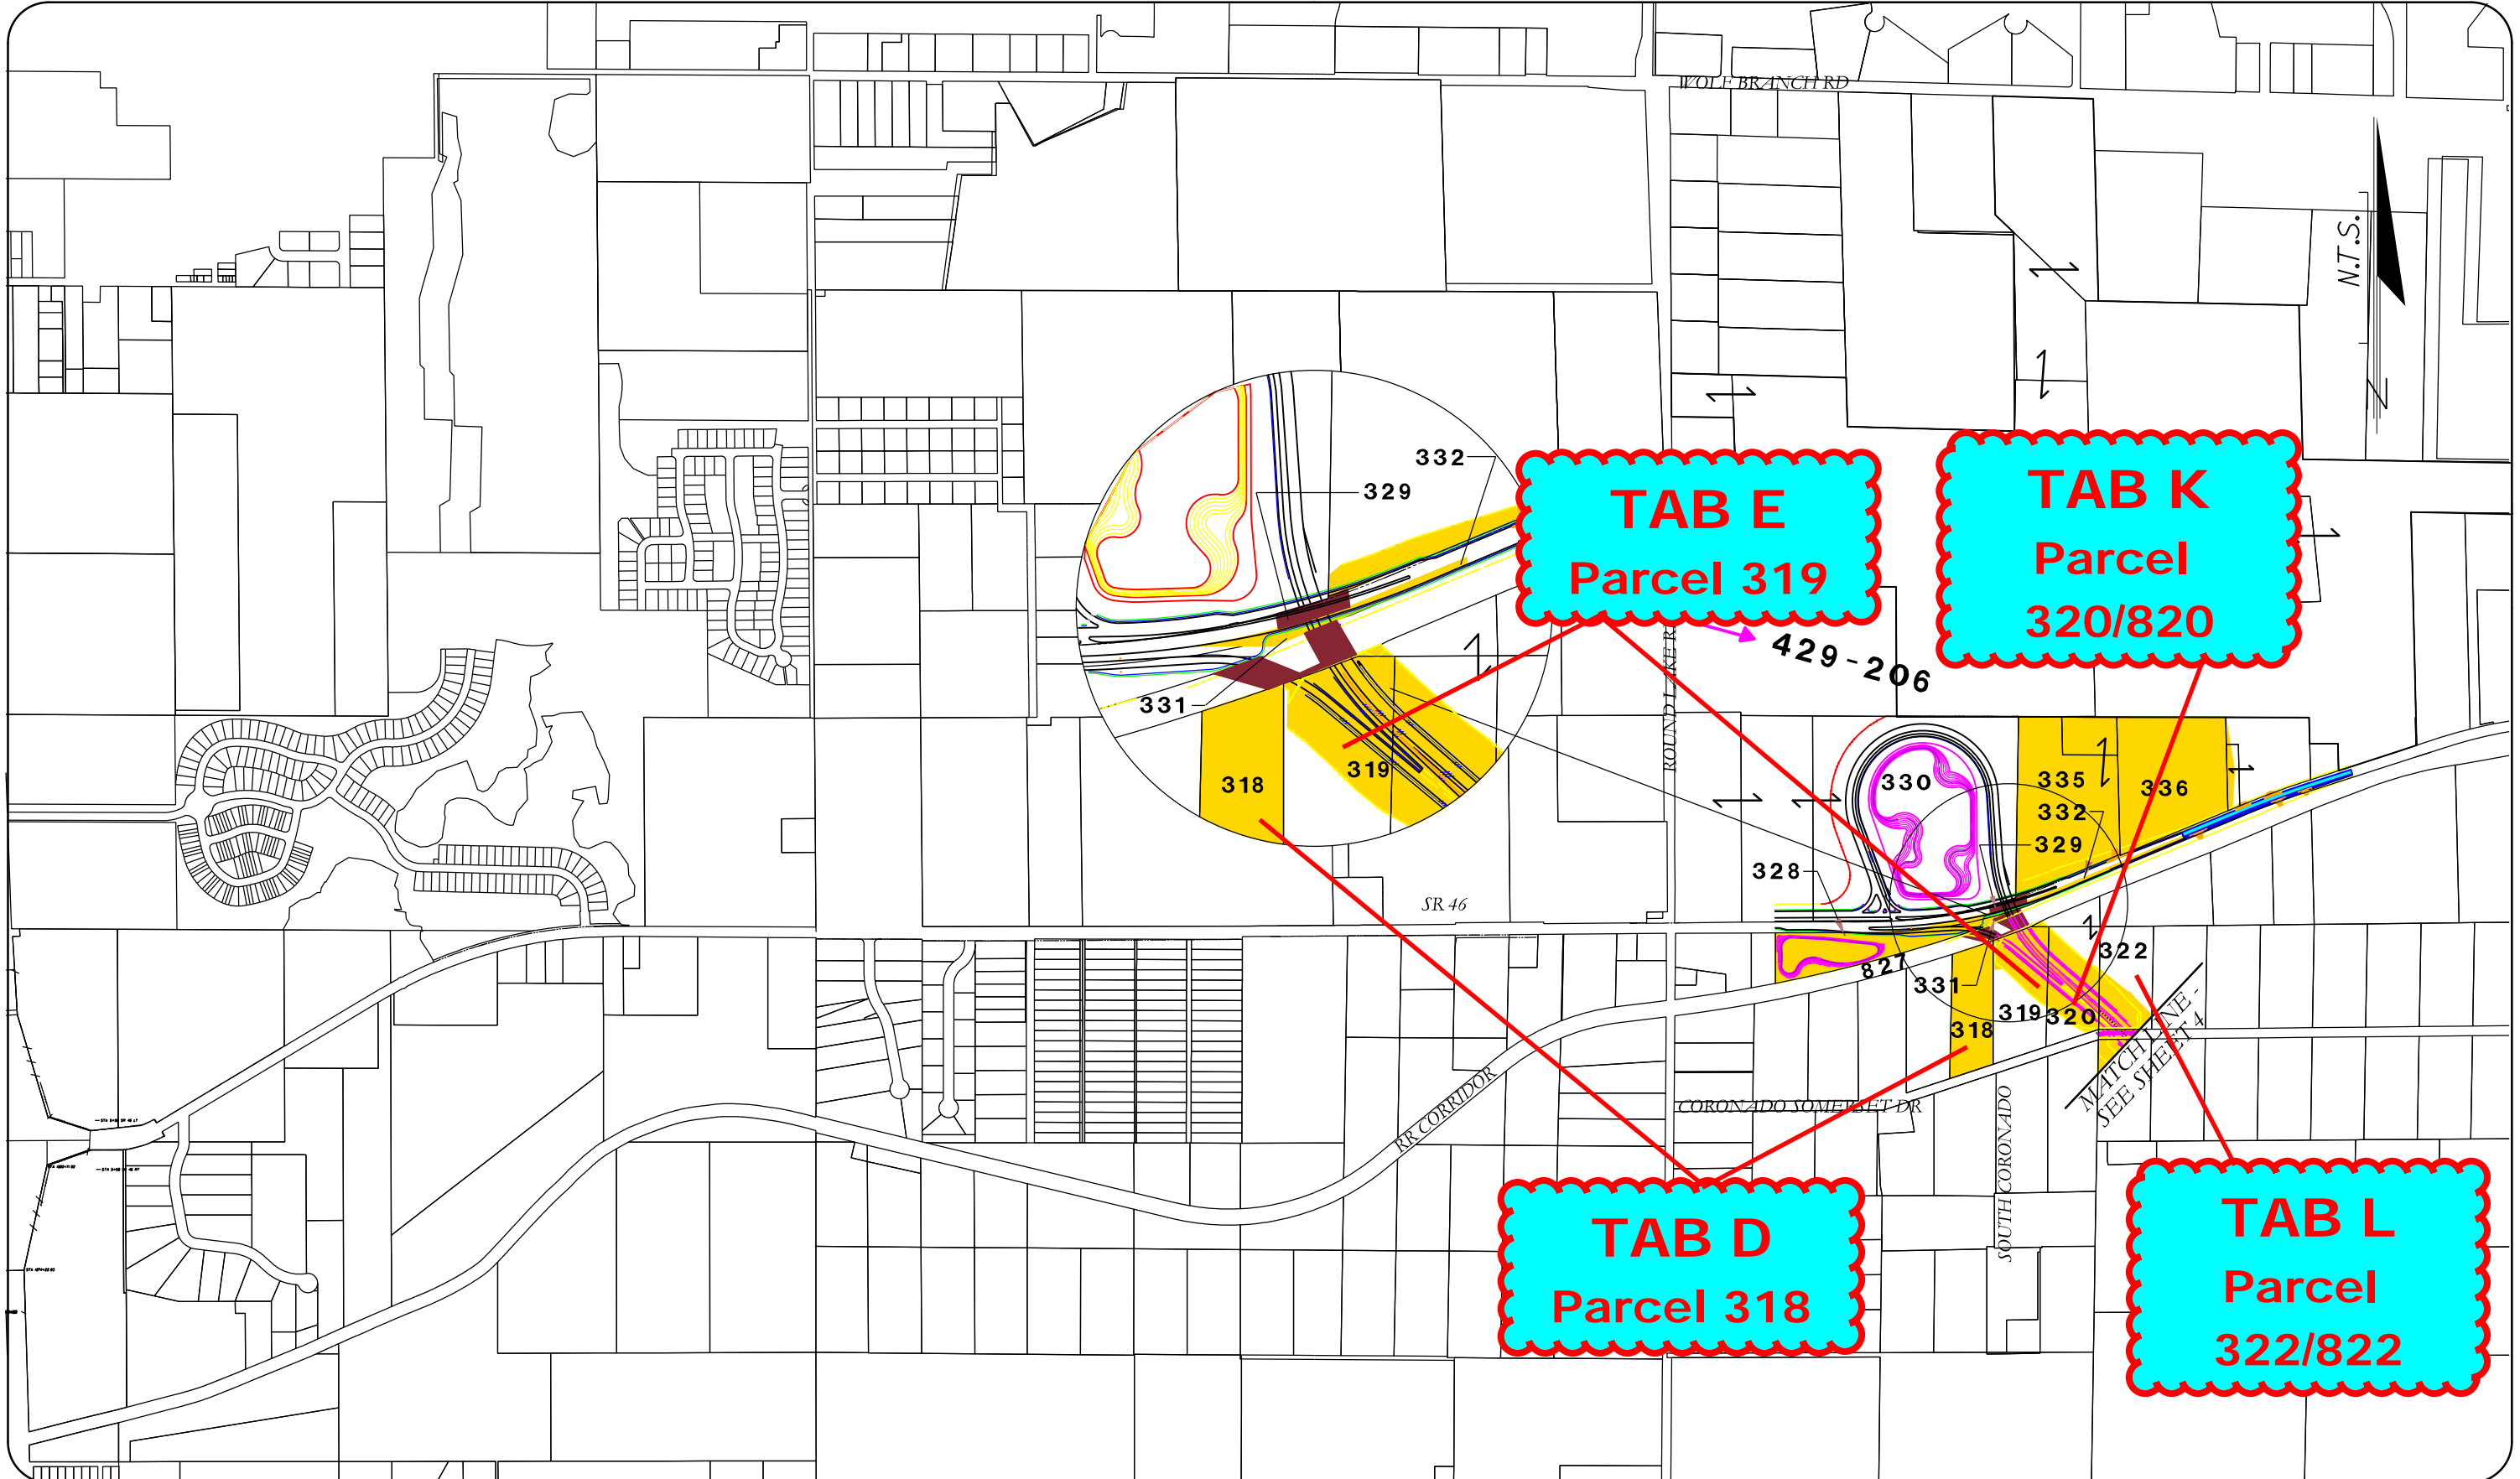 WOLF BRANCH RD
N.T.S.
332
329
TAB E
Parcel 319
TAB K
Parcel
320/820
429-206
ROUND LAKE R
331
318
319
330
335
336
332
329
328
SR 46
827
331
322
319
320
318
MATCH LINE -
SEE SHEET 4
RR CORRIDOR
CORONADO SOMERSET DR
SOUTH CORONADO
TAB D
Parcel 318
TAB L
Parcel
322/822